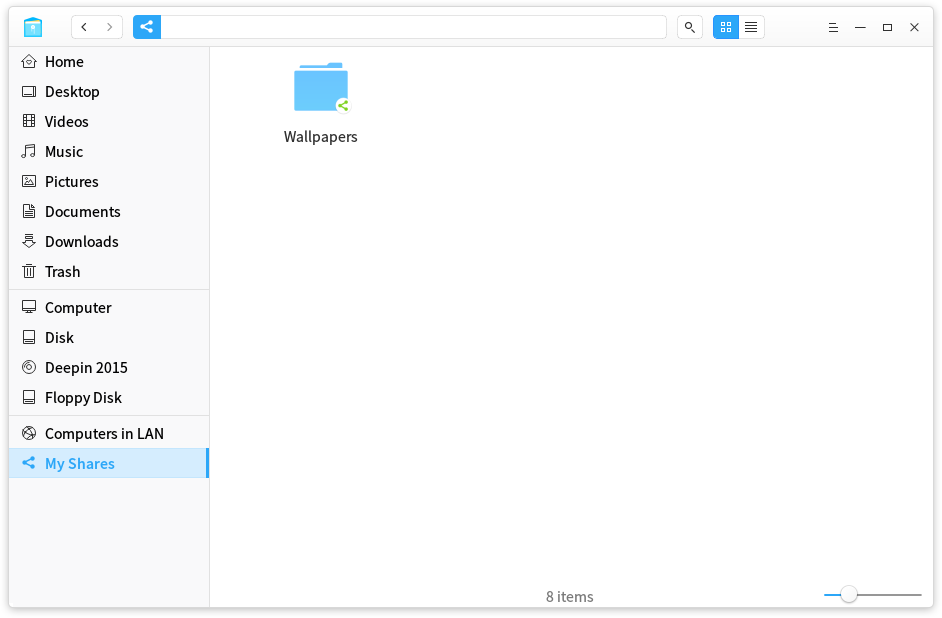 Home
Desktop
Videos
Music
Pictures
Documents
Downloads
Trash
Computer
Disk
Deepin 2015
Floppy Disk
Computers in LAN
My Shares
Wallpapers
8 items